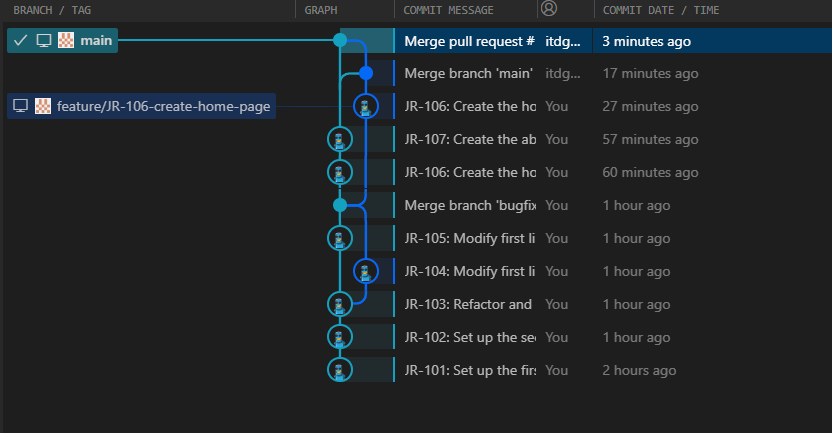 BRANCH / TAG GRAPH COMMIT MESSAGE COMMIT DATE / TIME
main Merge pull request # itdg... 3 minutes ago
Merge branch 'main' itdg... 17 minutes ago
feature/JR-106-create-home-page JR-106: Create the ho You 27 minutes ago
JR-107: Create the ab You 57 minutes ago
JR-106: Create the ho You 60 minutes ago
Merge branch 'bugfix You 1 hour ago
JR-105: Modify first li You 1 hour ago
JR-104: Modify first li You 1 hour ago
JR-103: Refactor and You 1 hour ago
JR-102: Set up the se You 1 hour ago
JR-101: Set up the firs You 2 hours ago